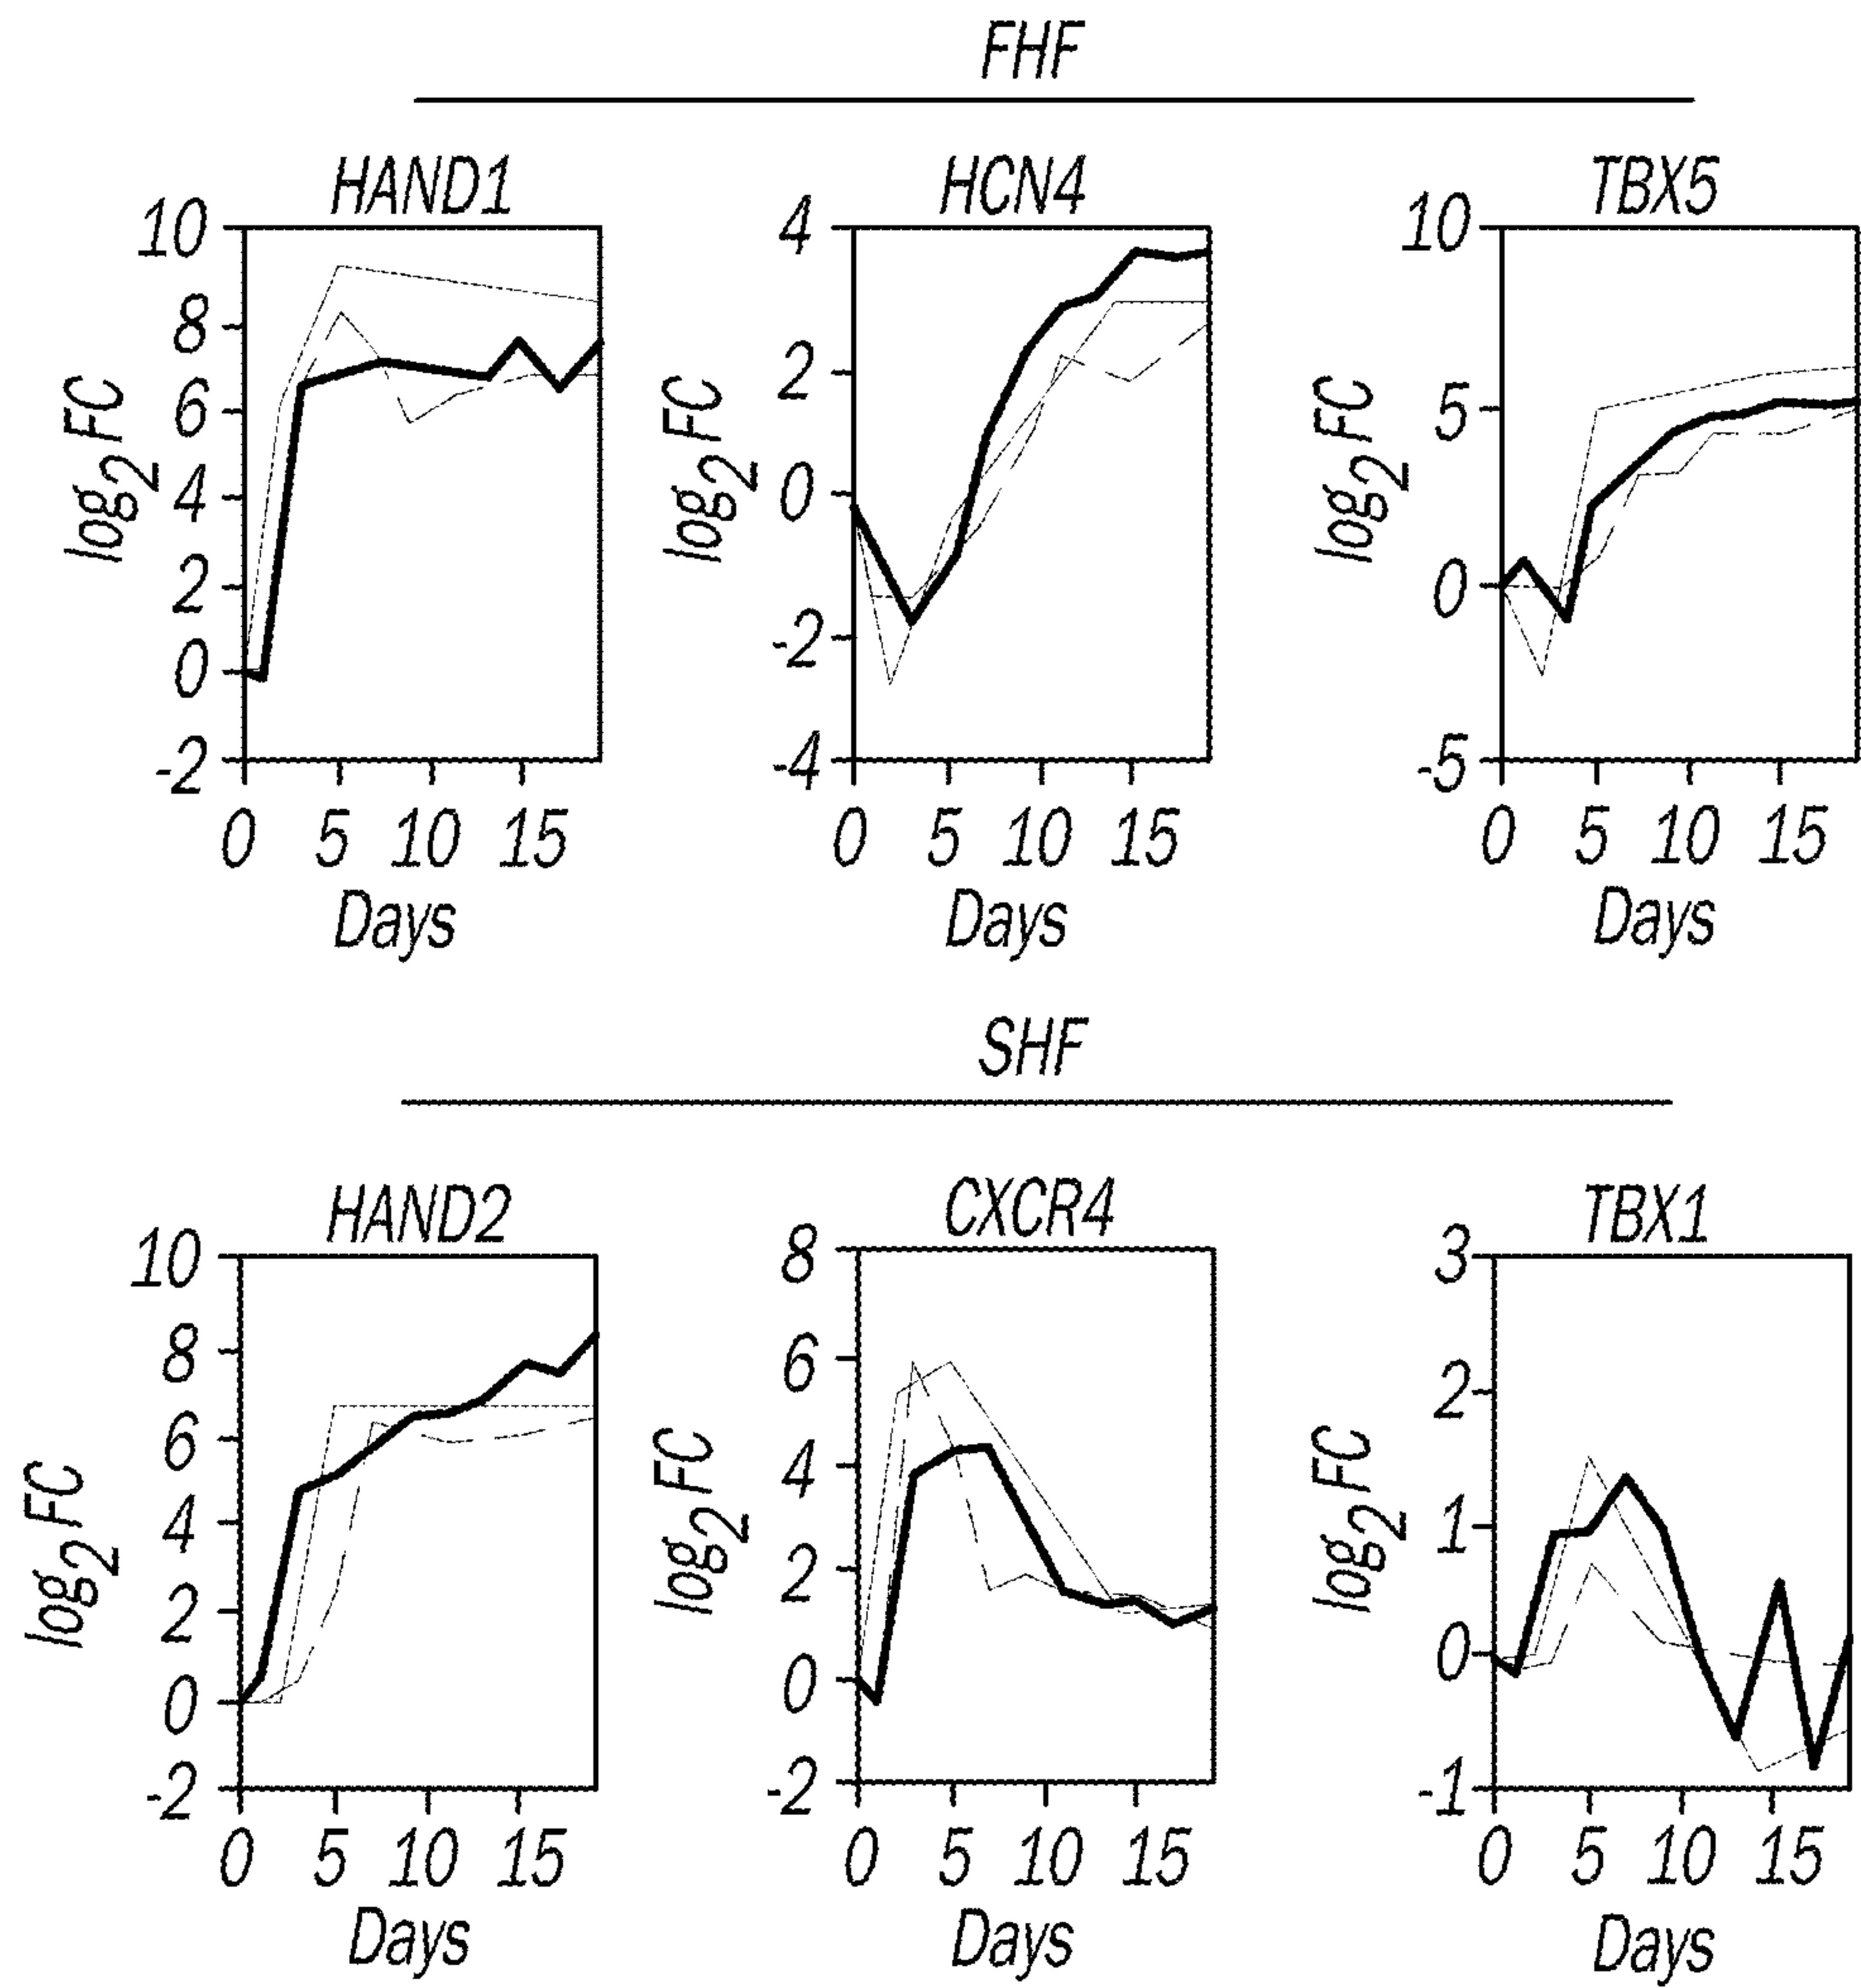 FHF
HAND1 HCN4 TBX5
10 4 10
8
6 2
log2FC log2FC log2FC 5
4 0
2 0
0 -2
-2 -4 -5
0 5 10 15 0 5 10 15 0 5 10 15
Days Days Days
SHF
HAND2 CXCR4 TBX1
10 8 3
8 6 2
6
log2FC 4 log2FC 4 log2FC 1
2 2
0 0 0
-2 -2 -1
0 5 10 15 0 5 10 15 0 5 10 15
Days Days Days